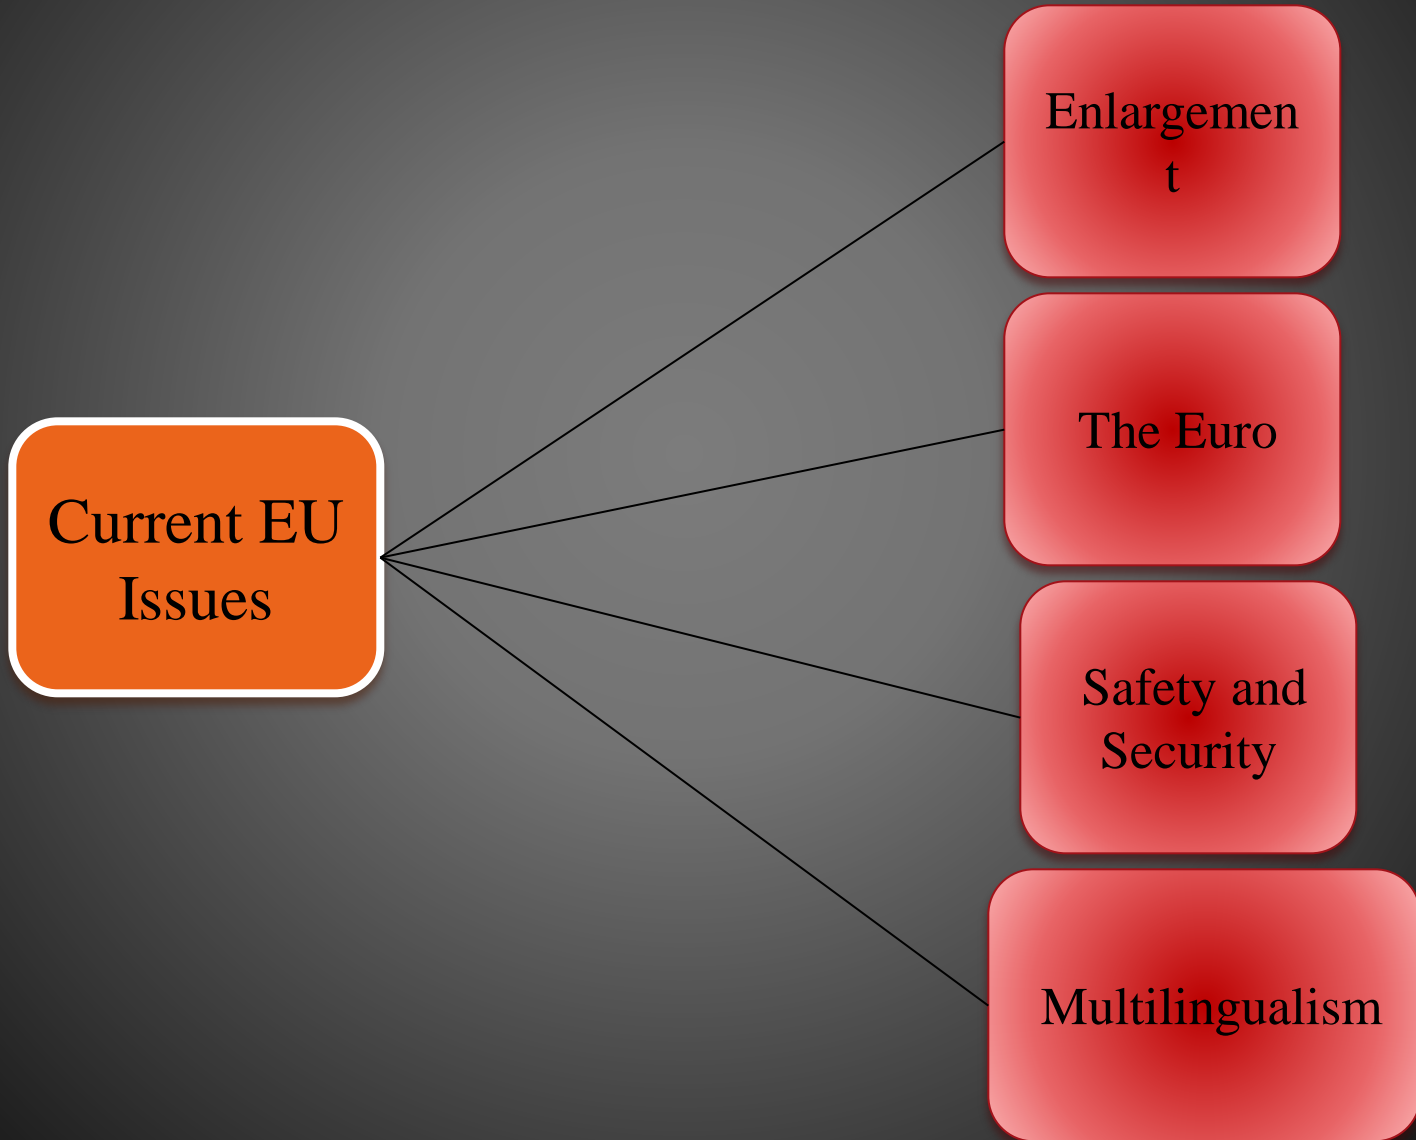 Enlargemen
t
The Euro
Current EU
Issues
Safety and
Security
Multilingualism